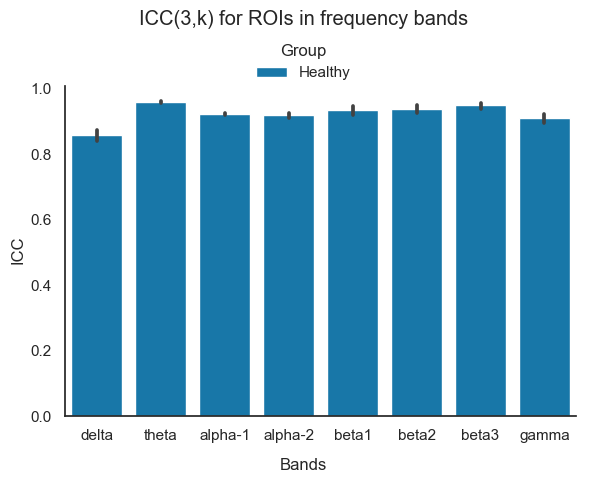 ICC(3,k) for ROIs in frequency bands
Group
Healthy
1.0
0.8
0.6
0.4
0.2
0.0
ICC
delta theta alpha-1 alpha-2 beta1 beta2 beta3 gamma
Bands